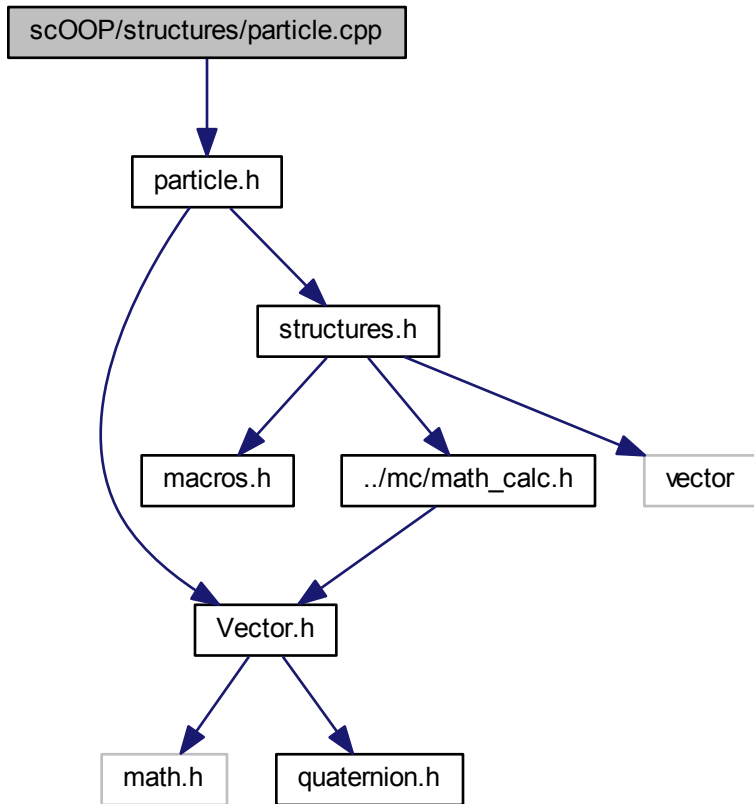 scOOP/structures/particle.cpp
particle.h
structures.h
macros.h
../mc/math_calc.h
vector
Vector.h
math.h
quaternion.h